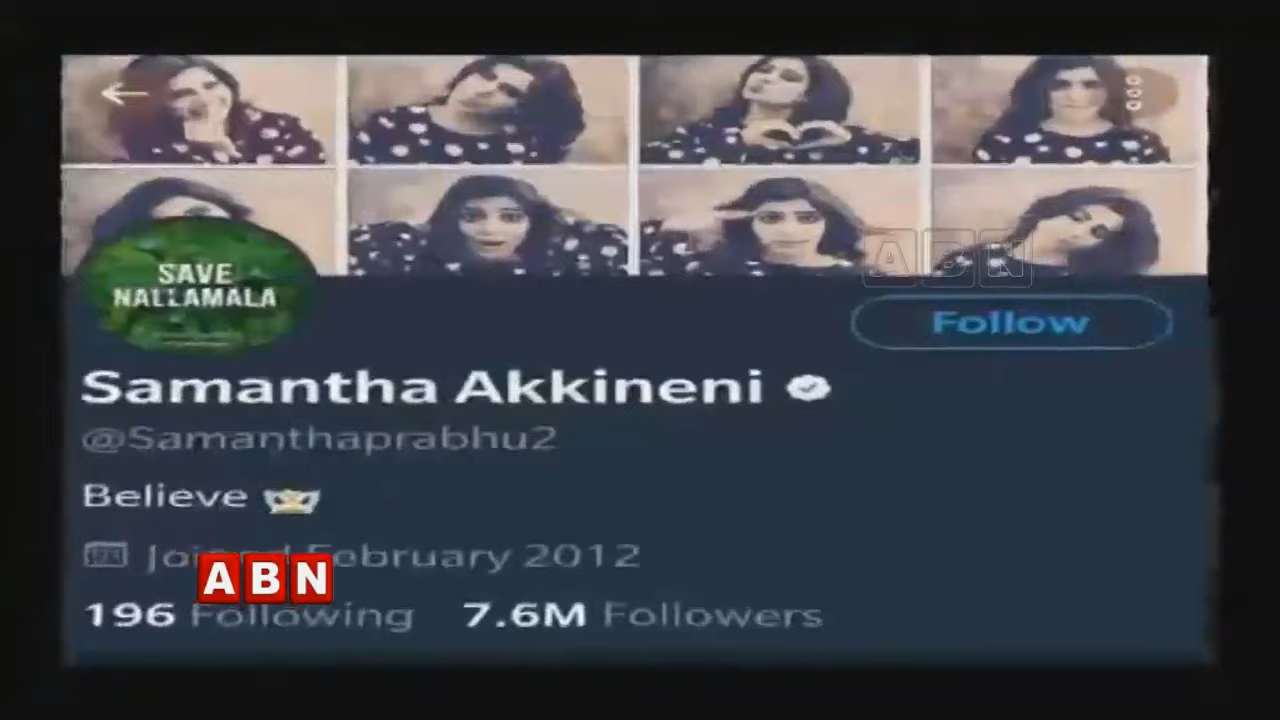 SAVE
NALLAMALA
ABN
Follow
Samantha Akkineni
@Samanthaprabhu2
Believe
Joined February 2012
ABN
196 Following 7.6M Followers